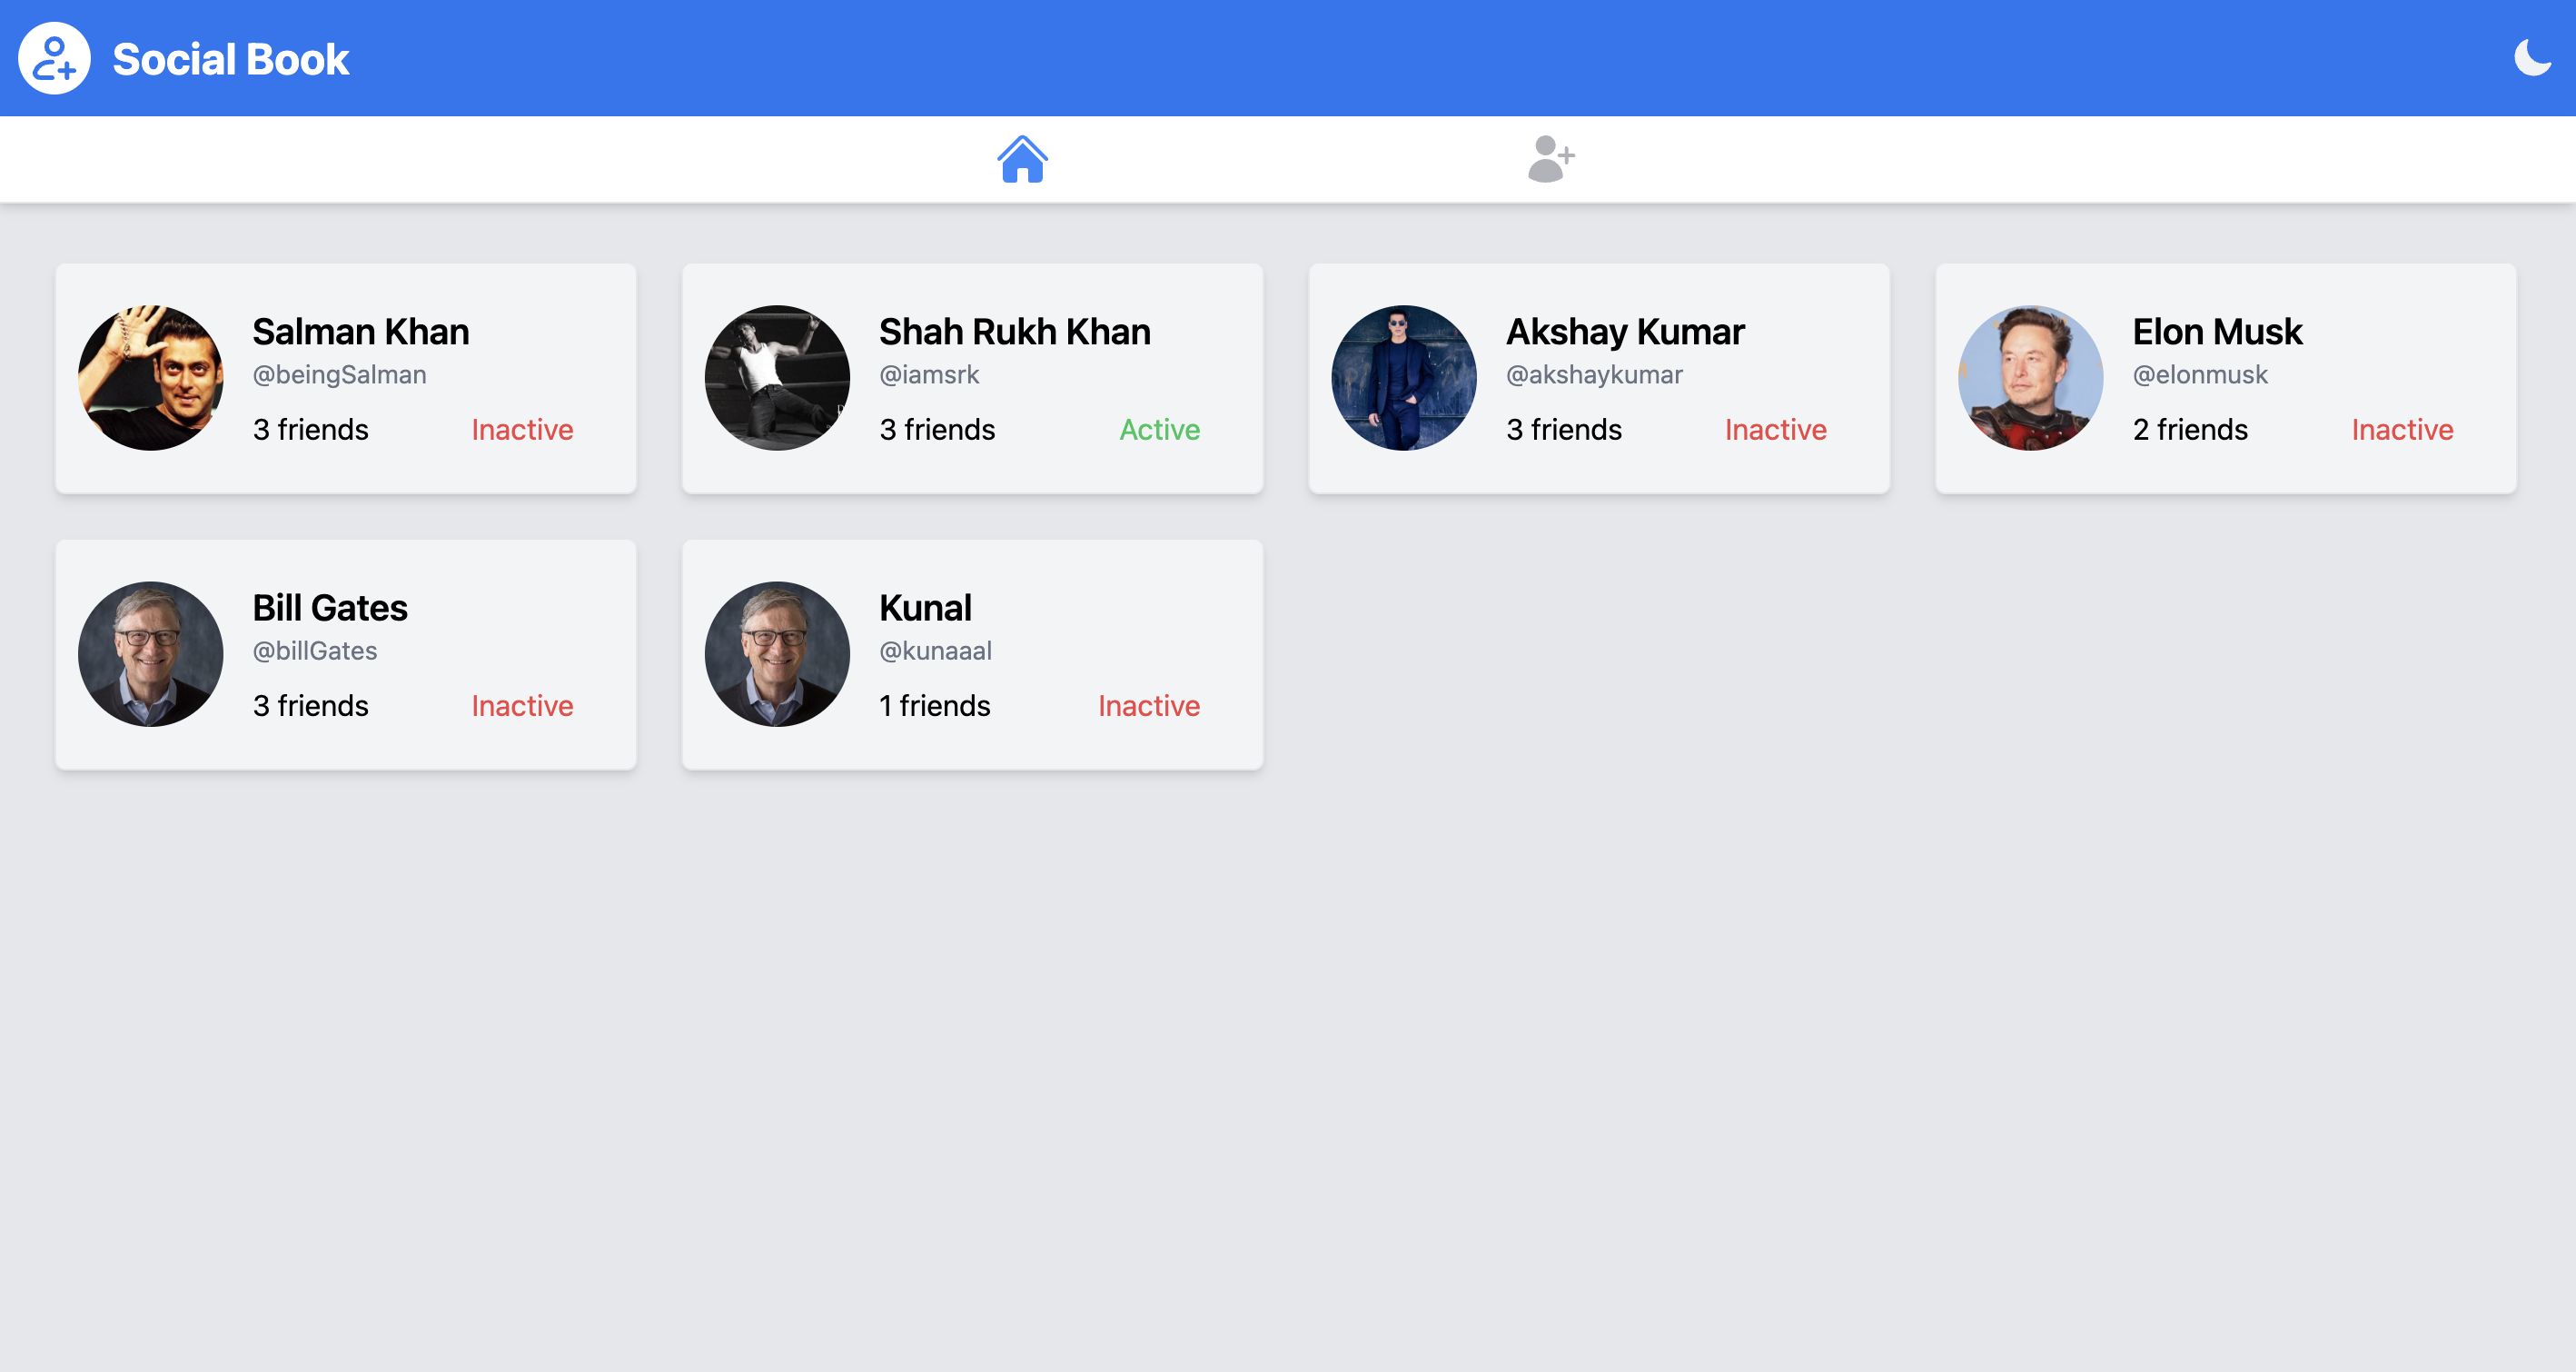 Social Book
Salman Khan
@beingSalman
3 friends Inactive
Shah Rukh Khan
@iamsrk
3 friends Active
Akshay Kumar
@akshaykumar
3 friends Inactive
Elon Musk
@elonmusk
2 friends Inactive
Bill Gates
@billGates
3 friends Inactive
Kunal
@kunaaal
1 friends Inactive